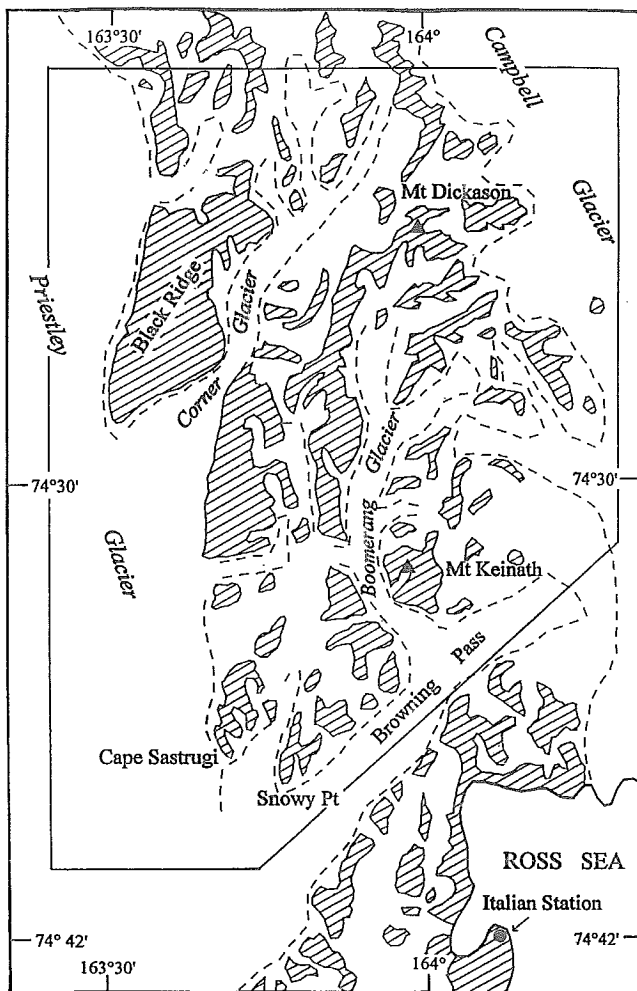 163°30' 164°
Campbell
Glacier
Mt Dickason
Priestley
Glacier
Black Ridge
Corner
Glacier
74°30' 74°30'
Boomerang
Glacier
Mt Keinath
Browning Pass
Cape Sastrugi
Snowy Pt
ROSS SEA
Italian Station
74°42' 74°42'
163°30' 164°